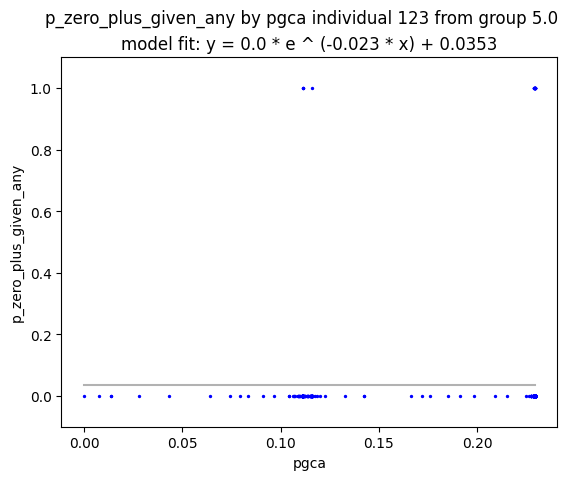 p_zero_plus_given_any by pgca individual 123 from group 5.0
model fit: y = 0.0 * e ^ (-0.023 * x) + 0.0353
1.0
0.8
0.6
0.4
0.2
0.0
p_zero_plus_given_any
0.00 0.05 0.10 0.15 0.20
pgca